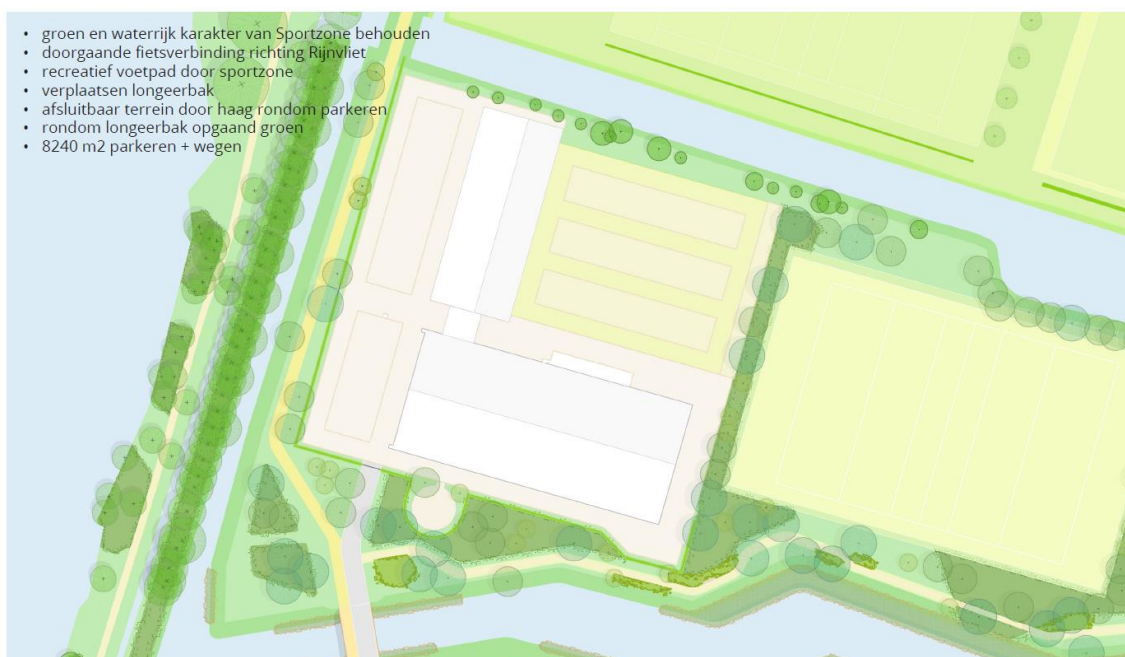 • groen en waterrijk karakter van Sportzone behouden
• doorgaande fietsverbinding richting Rijnvliet
• recreatief voetpad door sportzone
• verplaatsen longeerbak
• afsluitbaar terrein door haag rondom parkeren
• rondom longeerbak opgaand groen
• 8240 m2 parkeren + wegen